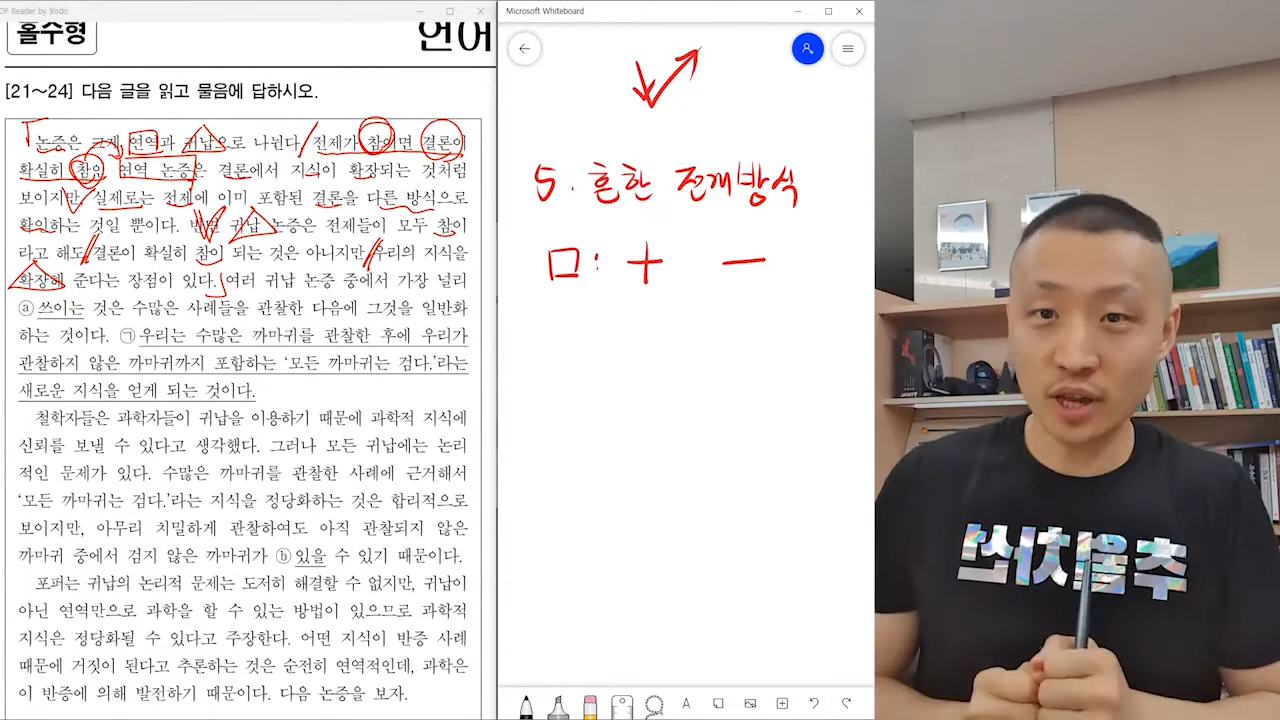 DF Reader by Xodo
Microsoft Whiteboard
홀수형
언어
[21～24] 다음 글을 읽고 물음에 답하시오.
논증은 크게 연역과 귀납으로 나뉜다. 전제가 참이면 결론이
확실히 참인 연역 논증은 결론에서 지식이 확장되는 것처럼
보이지만, 실제로는 전제에 이미 포함된 결론을 다른 방식으로
확인하는 것일 뿐이다. 반면 귀납 논증은 전제들이 모두 참이
라고 해도 결론이 확실히 참이 되는 것은 아니지만 우리의 지식을
확장해 준다는 장점이 있다. 여러 귀납 논증 중에서 가장 널리
ⓐ 쓰이는 것은 수많은 사례들을 관찰한 다음에 그것을 일반화
하는 것이다. ㉠ 우리는 수많은 까마귀를 관찰한 후에 우리가
관찰하지 않은 까마귀까지 포함하는 ‘모든 까마귀는 검다.’라는
새로운 지식을 얻게 되는 것이다.
철학자들은 과학자들이 귀납을 이용하기 때문에 과학적 지식에
신뢰를 보낼 수 있다고 생각했다. 그러나 모든 귀납에는 논리
적인 문제가 있다. 수많은 까마귀를 관찰한 사례에 근거해서
‘모든 까마귀는 검다.’라는 지식을 정당화하는 것은 합리적으로
보이지만, 아무리 치밀하게 관찰하여도 아직 관찰되지 않은
까마귀 중에서 검지 않은 까마귀가 ⓑ 있을 수 있기 때문이다.
포퍼는 귀납의 논리적 문제는 도저히 해결할 수 없지만, 귀납이
아닌 연역만으로 과학을 할 수 있는 방법이 있으므로 과학적
지식은 정당화될 수 있다고 주장한다. 어떤 지식이 반증 사례
때문에 거짓이 된다고 추론하는 것은 순전히 연역적인데, 과학은
이 반증에 의해 발전하기 때문이다. 다음 논증을 보자.
5. 흔한 전개방식
ㅁ: + -